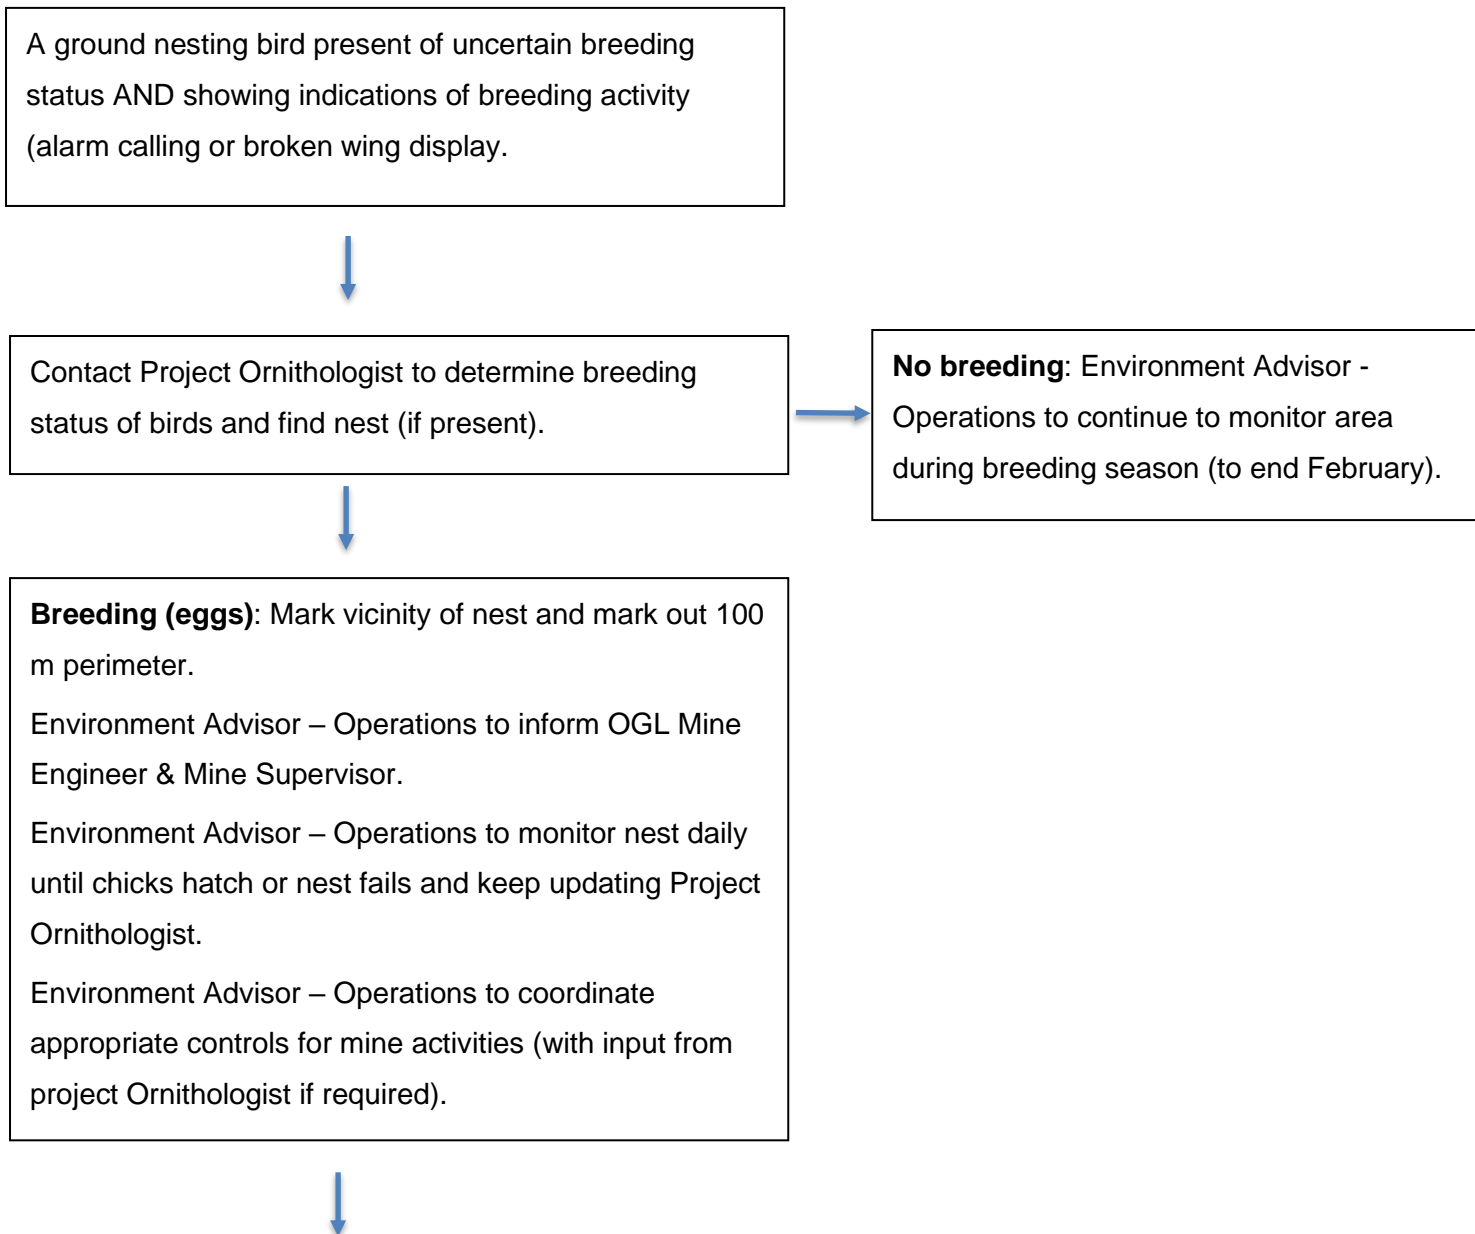 A ground nesting bird present of uncertain breeding
status AND showing indications of breeding activity
(alarm calling or broken wing display.
Contact Project Ornithologist to determine breeding
status of birds and find nest (if present).
No breeding: Environment Advisor -
Operations to continue to monitor area
during breeding season (to end February).
Breeding (eggs): Mark vicinity of nest and mark out 100
m perimeter.
Environment Advisor – Operations to inform OGL Mine
Engineer & Mine Supervisor.
Environment Advisor – Operations to monitor nest daily
until chicks hatch or nest fails and keep updating Project
Ornithologist.
Environment Advisor – Operations to coordinate
appropriate controls for mine activities (with input from
project Ornithologist if required).